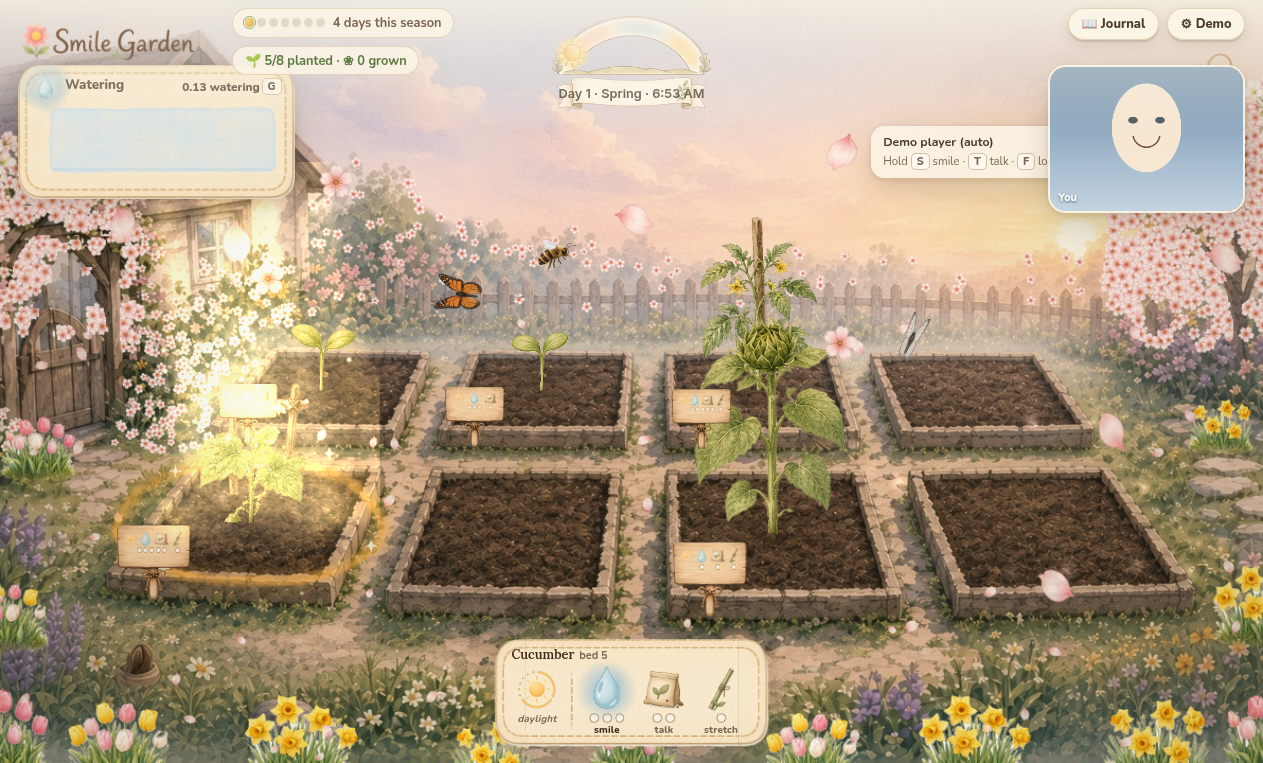 Smile Garden
4 days this season
5/8 planted · 0 grown
Watering
0.13 watering G
Day 1 · Spring · 6:53 AM
Journal
Demo
Demo player (auto)
Hold S smile · T talk · F lo
You
Cucumber bed 5
daylight
smile
talk
stretch